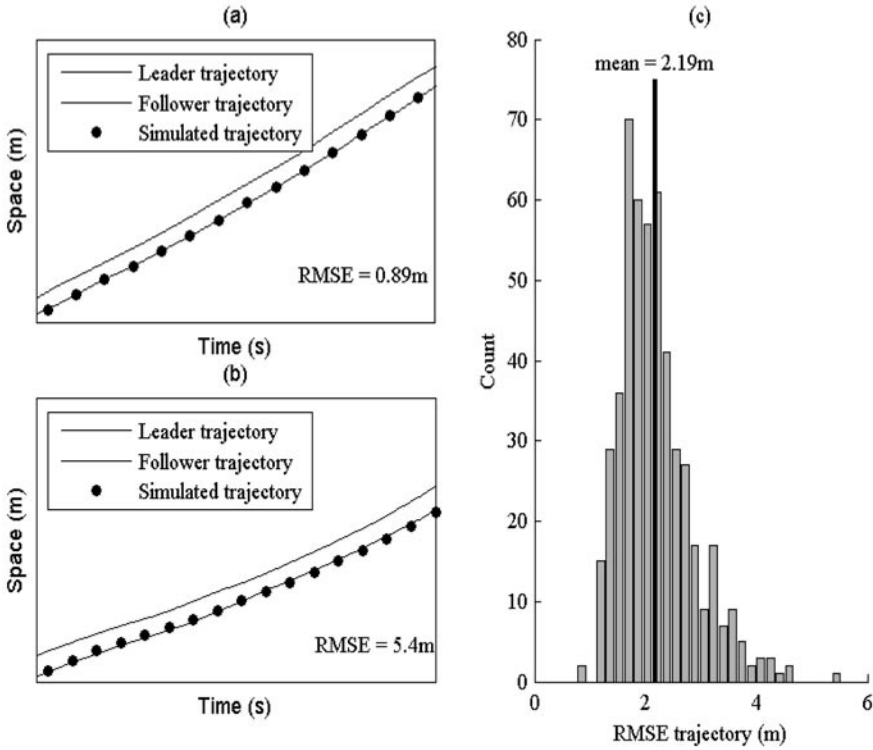 (a)
Leader trajectory
Follower trajectory
Simulated trajectory
Space (m)
RMSE = 0.89m
Time (s)
(b)
Leader trajectory
Follower trajectory
Simulated trajectory
Space (m)
RMSE = 5.4m
Time (s)
(c)
mean = 2.19m
Count
80
70
60
50
40
30
20
10
0
0
2
4
6
RMSE trajectory (m)